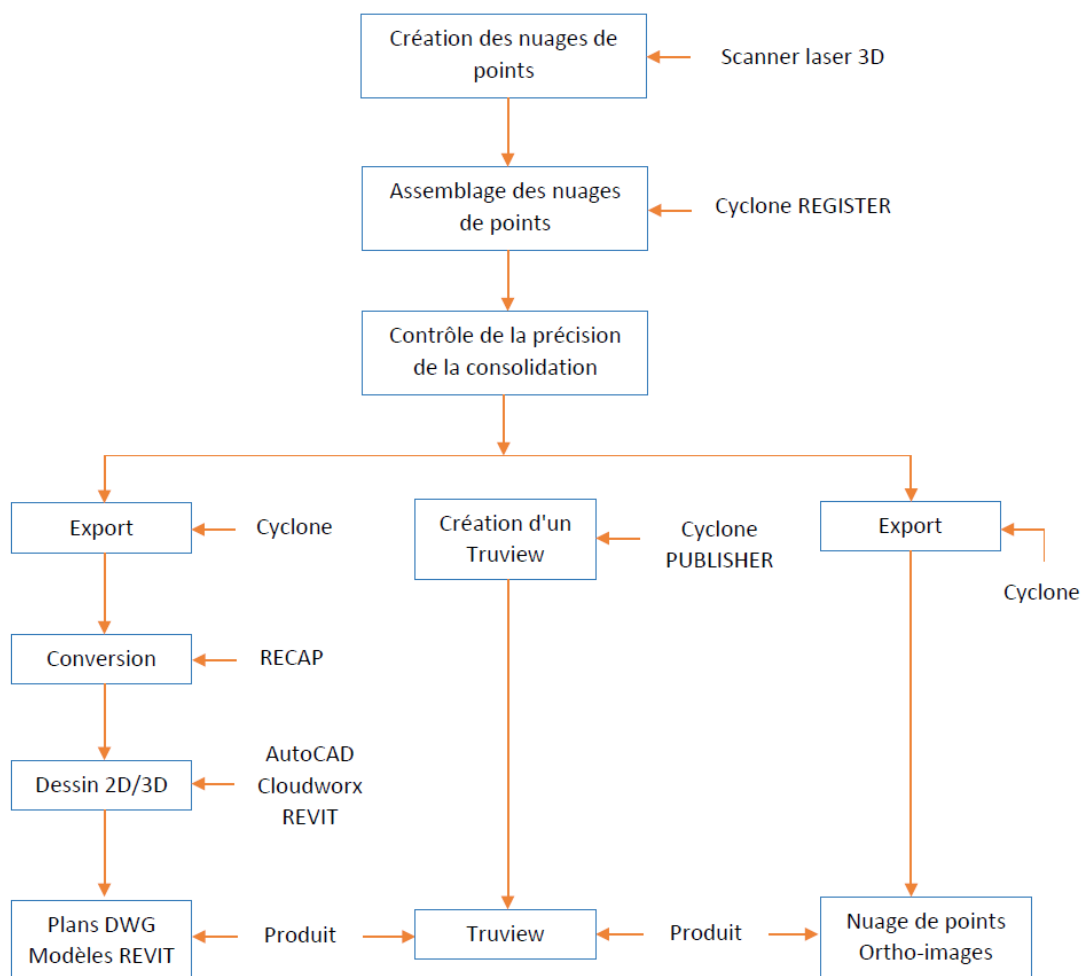 Création des nuages de
points
Scanner laser 3D
Assemblage des nuages
de points
Cyclone REGISTER
Contrôle de la précision
de la consolidation
Export
Cyclone
Création d'un
Truview
Cyclone
PUBLISHER
Export
Cyclone
Conversion
RECAP
Dessin 2D/3D
AutoCAD
Cloudworx
REVIT
Plans DWG
Modèles REVIT
Produit
Truview
Produit
Nuage de points
Ortho-images